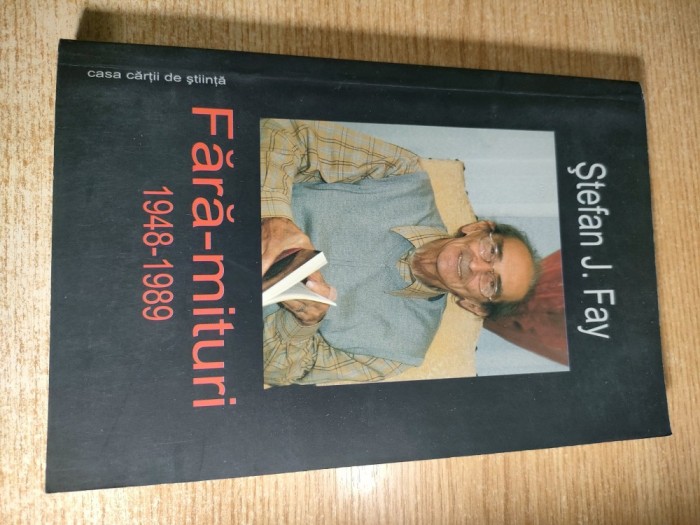 Ștefan J. Fay
Fără-mituri
1948-1989
casa cărții de știință